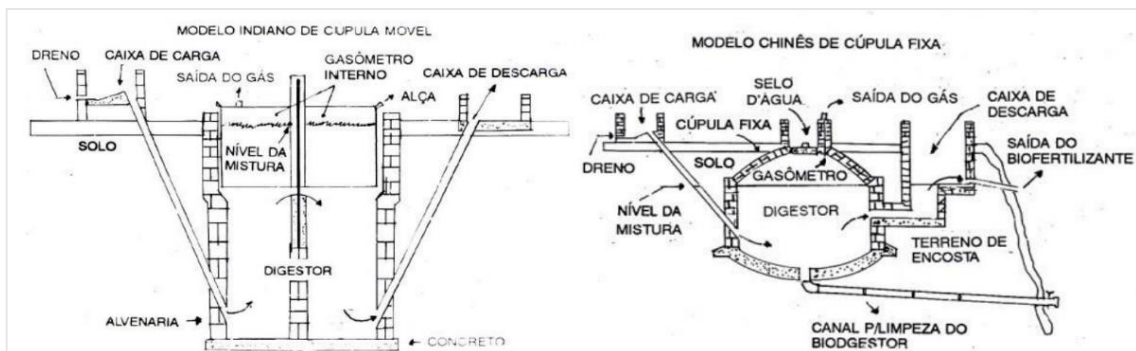 MODELO INDIANO DE CUPULA MOVEL
DRENO
CAIXA DE CARGA
SAÍDA DO GÁS
GASÔMETRO
INTERNO
CAIXA DE DESCARGA
ALÇA
SOLO
NÍVEL DA
MISTURA
DIGESTOR
ALVENARIA
CONCRETO
MODELO CHINÊS DE CÚPULA FIXA
CAIXA DE CARGA
SELO
D'ÀGUA
SAÍDA DO GÁS
CAIXA DE
DESCARGA
CÚPULA FIXA
SAÍDA DO
BIOFERTILIZANTE
DRENO
SOLO
GASÔMETRO
NÍVEL DA
MISTURA
DIGESTOR
TERRENO DE
ENCOSTA
CANAL P/LIMPEZA DO
BIODGESTOR